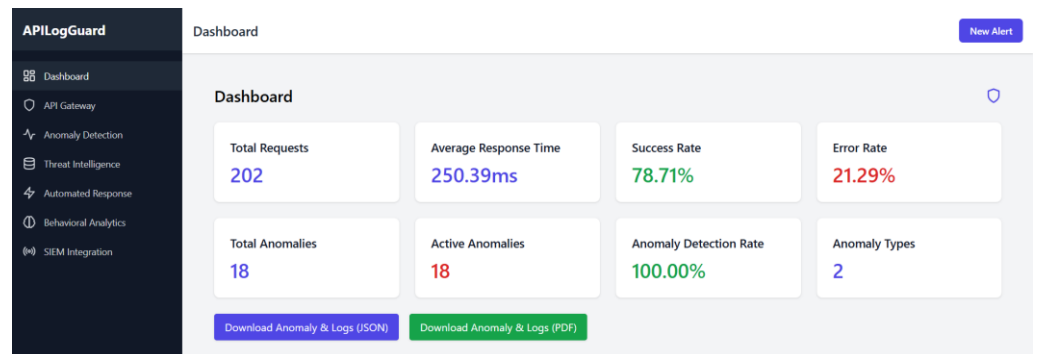 APILogGuard
Dashboard
New Alert
Dashboard
API Gateway
Anomaly Detection
Threat Intelligence
Automated Response
Behavioral Analytics
SIEM Integration
Dashboard
Total Requests
202
Average Response Time
250.39ms
Success Rate
78.71%
Error Rate
21.29%
Total Anomalies
18
Active Anomalies
18
Anomaly Detection Rate
100.00%
Anomaly Types
2
Download Anomaly & Logs (JSON)
Download Anomaly & Logs (PDF)